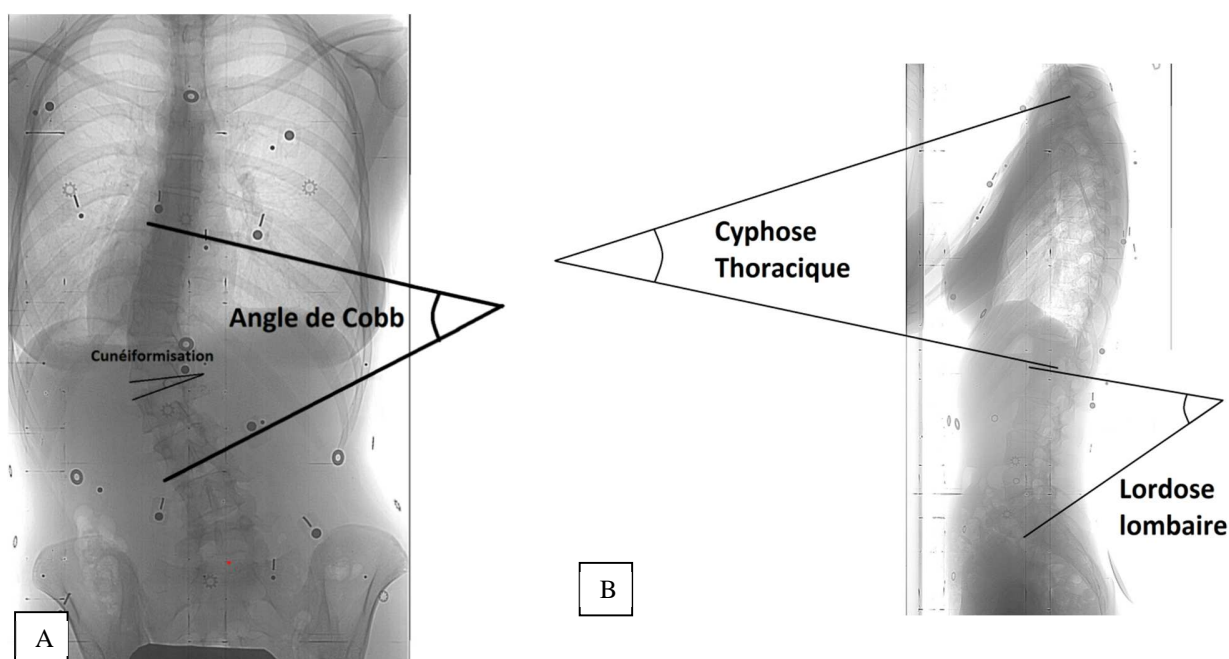 Angle de Cobb
Cunéiformisation
A
Cyphose
Thoracique
Lordose
lombaire
B